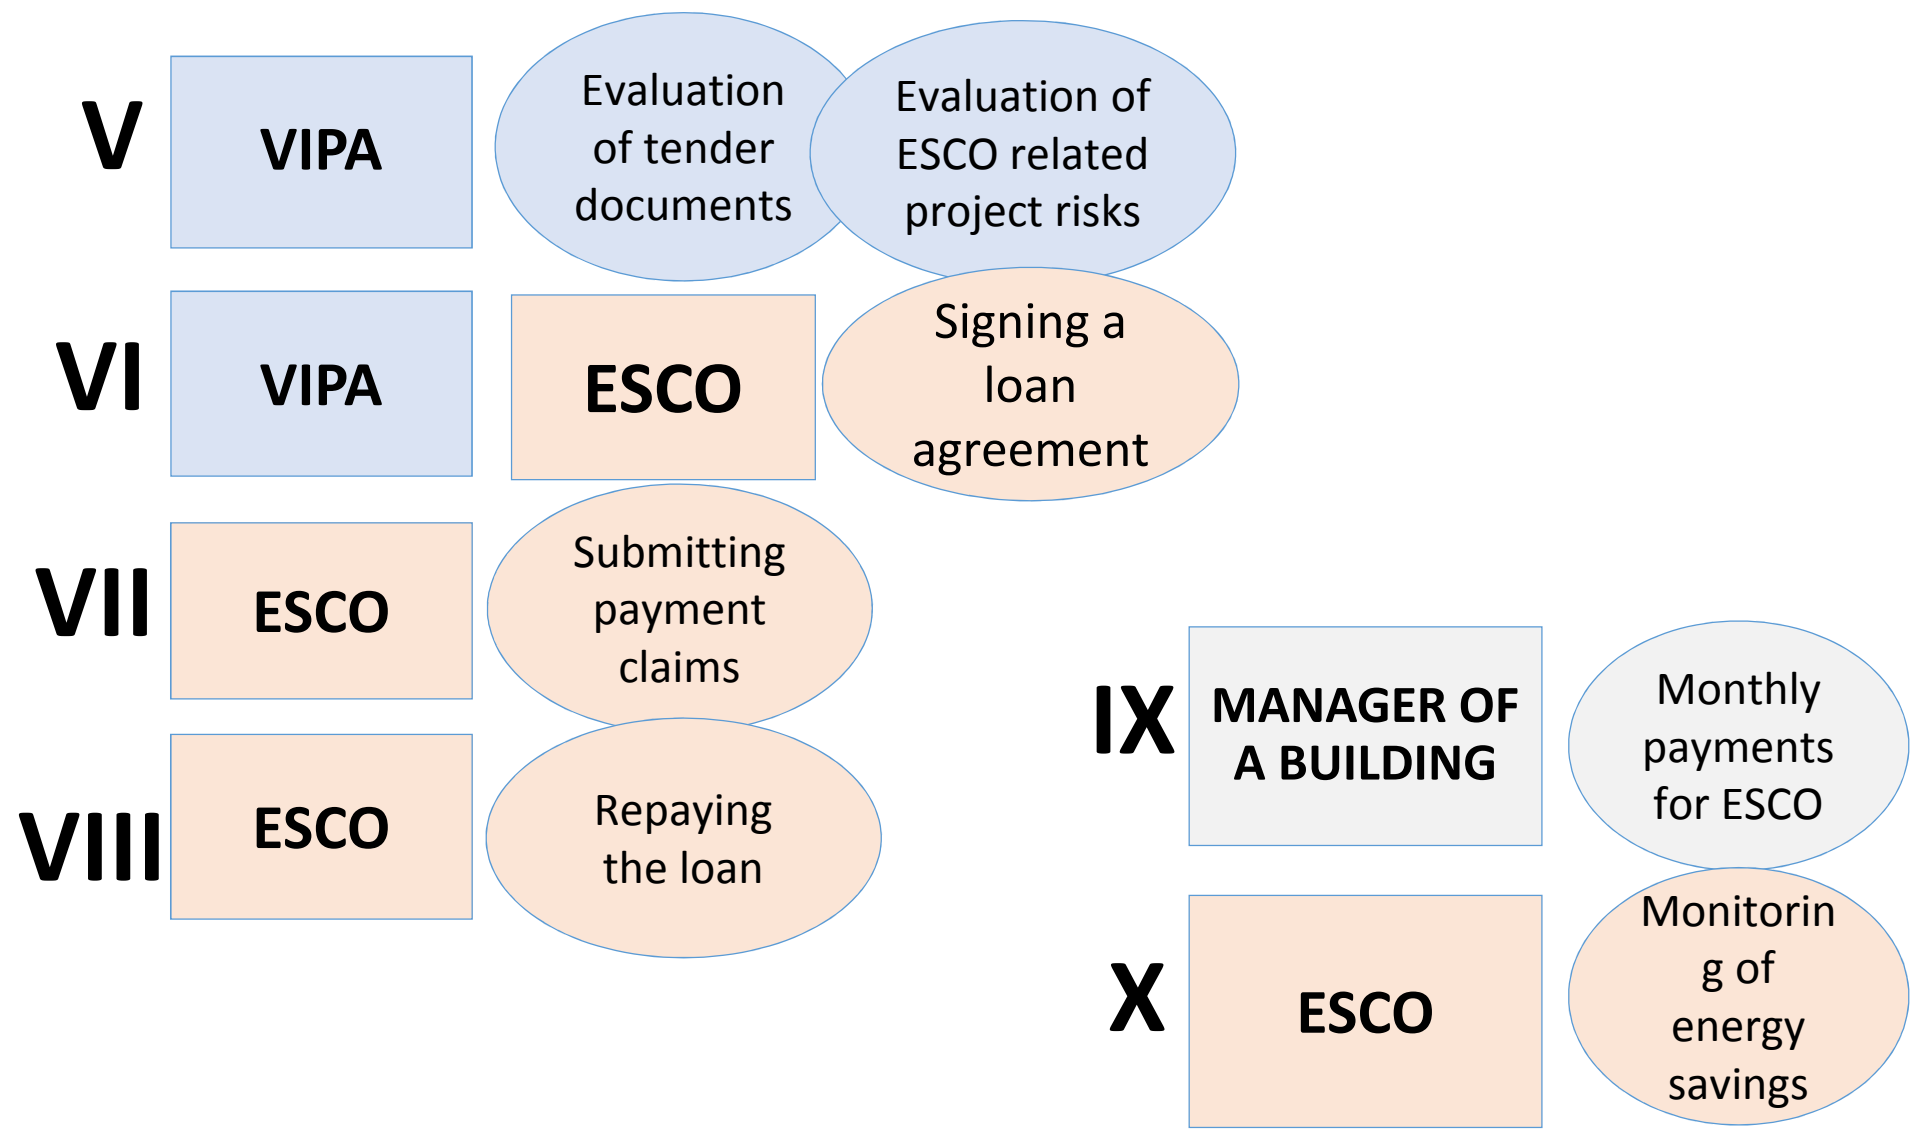 V
VIPA
Evaluation
of tender
documents
Evaluation of
ESCO related
project risks
VI
VIPA
ESCO
Signing a
loan
agreement
VII
ESCO
Submitting
payment
claims
VIII
ESCO
Repaying
the loan
IX
MANAGER OF
A BUILDING
Monthly
payments
for ESCO
X
ESCO
Monitorin
g of
energy
savings